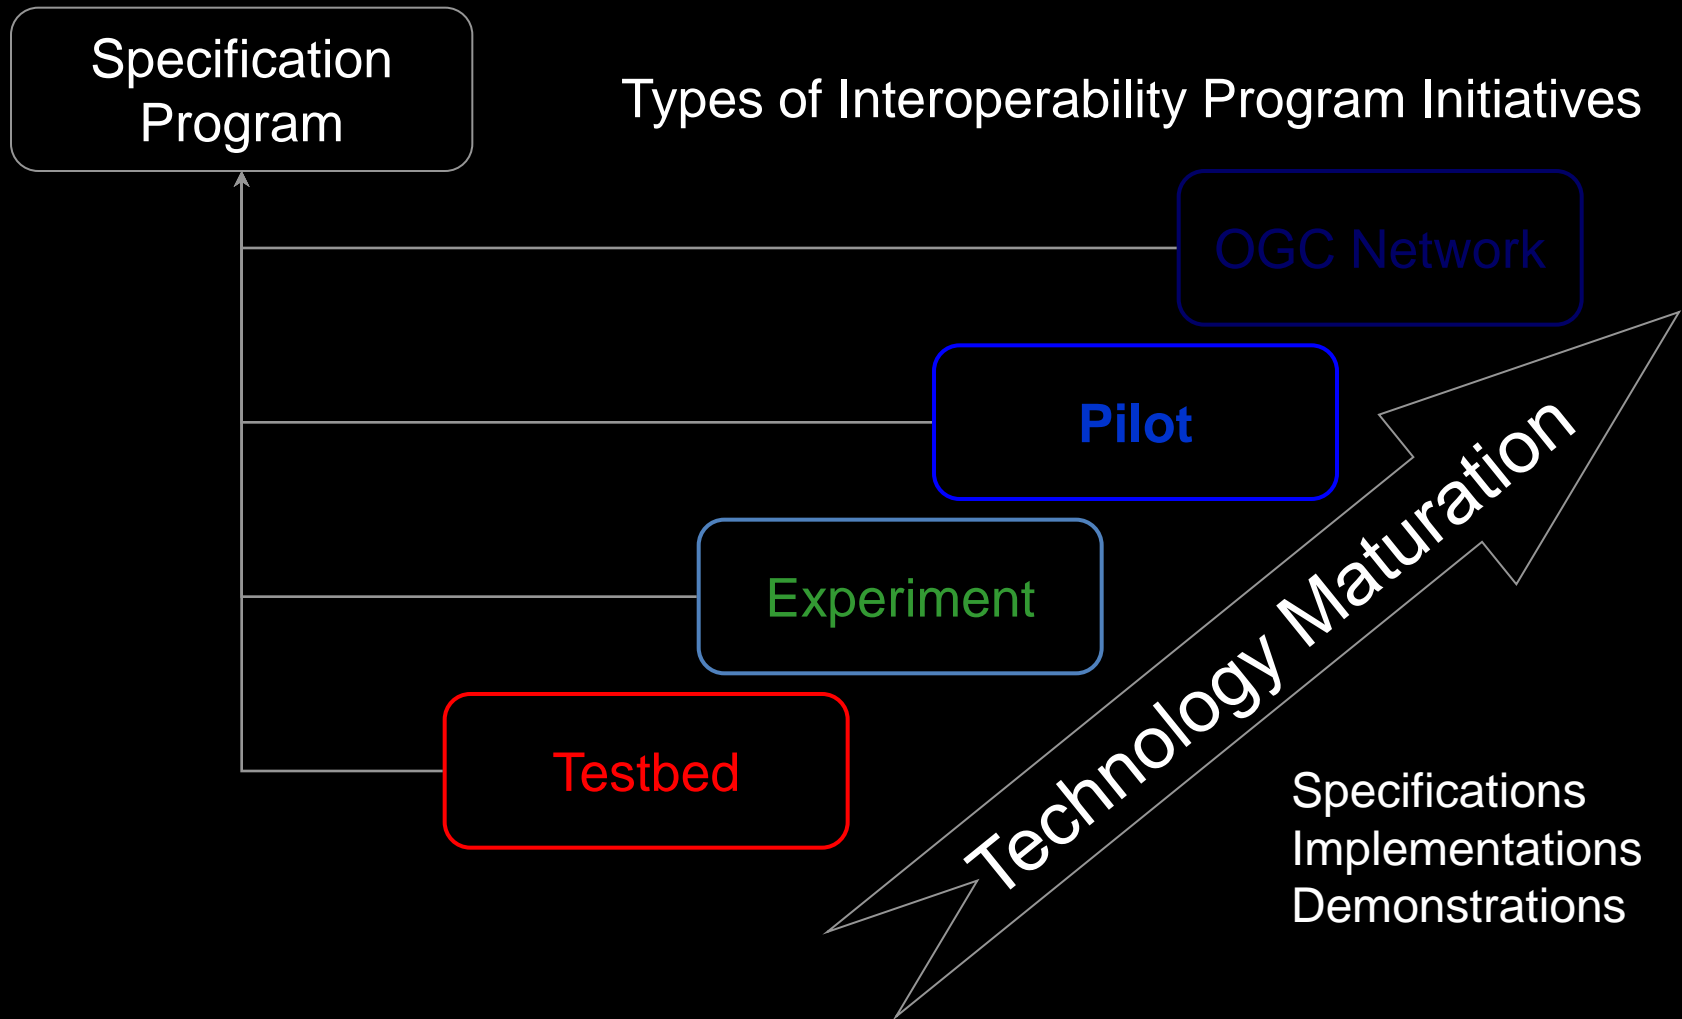 Specification
Program
Types of Interoperability Program Initiatives
OGC Network
Pilot
Experiment
Testbed
Technology Maturation
Specifications
Implementations
Demonstrations